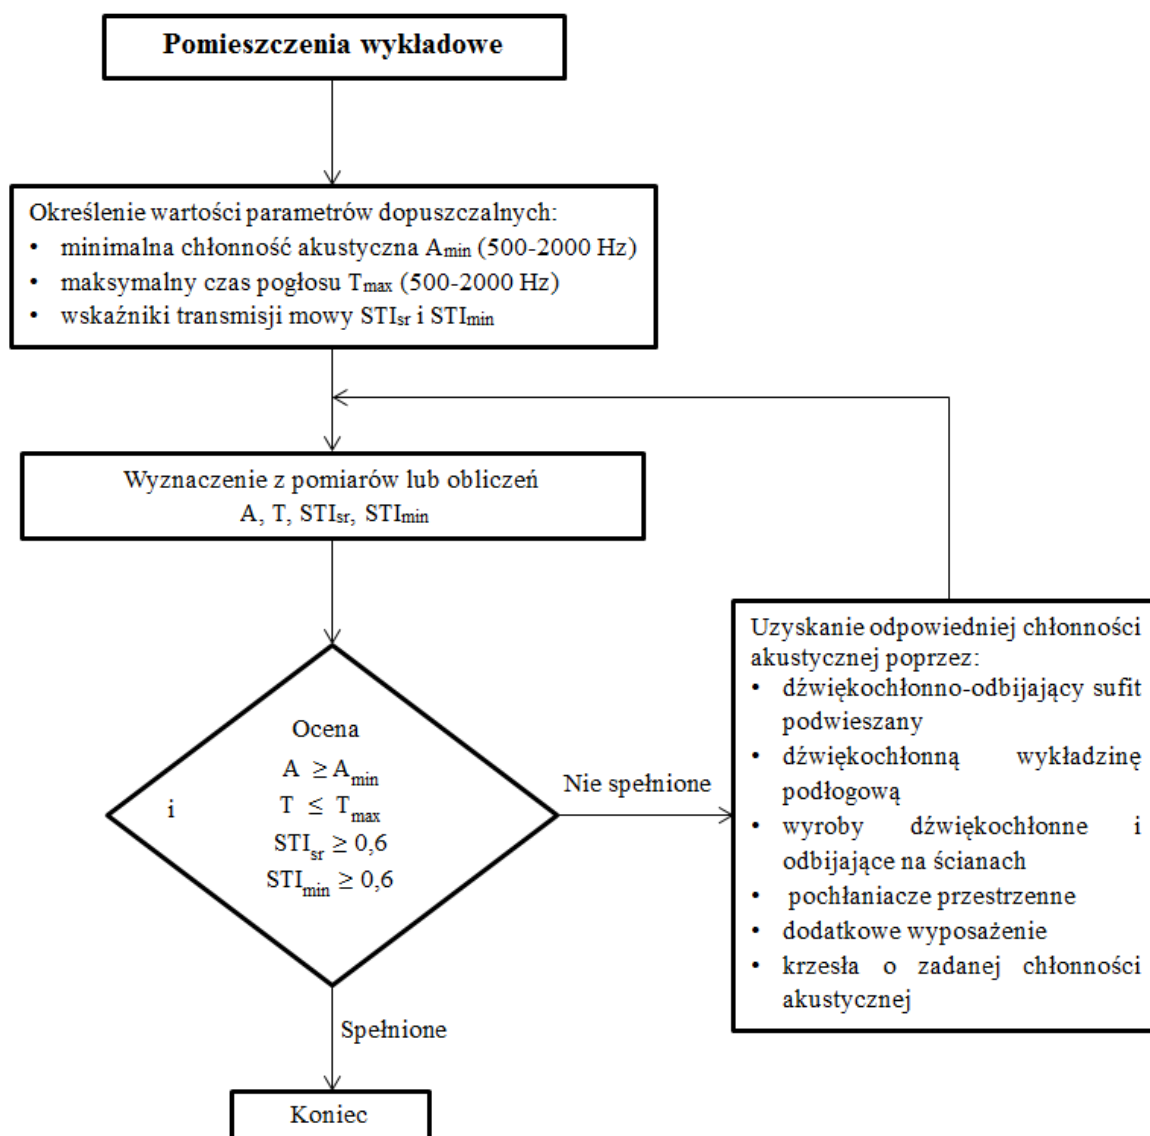 Pomieszczenia wykładowe
Określenie wartości parametrów dopuszczalnych:
• minimalna chłonność akustyczna Amin (500-2000 Hz)
• maksymalny czas pogłosu Tmax (500-2000 Hz)
• wskaźniki transmisji mowy STIsr i STImin
Wyznaczenie z pomiarów lub obliczeń
A, T, STIsr, STImin
Ocena
A ≥ Amin
i T ≤ Tmax
STIsr ≥ 0,6
STImin ≥ 0,6
Nie spełnione
Uzyskanie odpowiedniej chłonności
akustycznej poprzez:
• dźwiękochłonno-odbijający sufit
podwieszany
• dźwiękochłonną wykładzinę
podłogową
• wyroby dźwiękochłonne i
odbijające na ścianach
• pochłaniacze przestrzenne
• dodatkowe wyposażenie
• krzesła o zadanej chłonności
akustycznej
Spełnione
Koniec